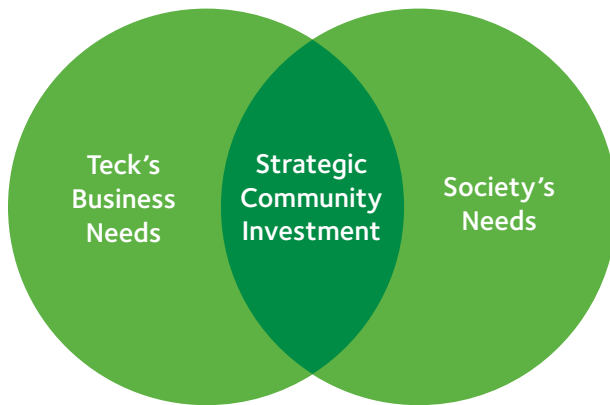 Teck’s
Business
Needs
Strategic
Community
Investment
Society’s
Needs